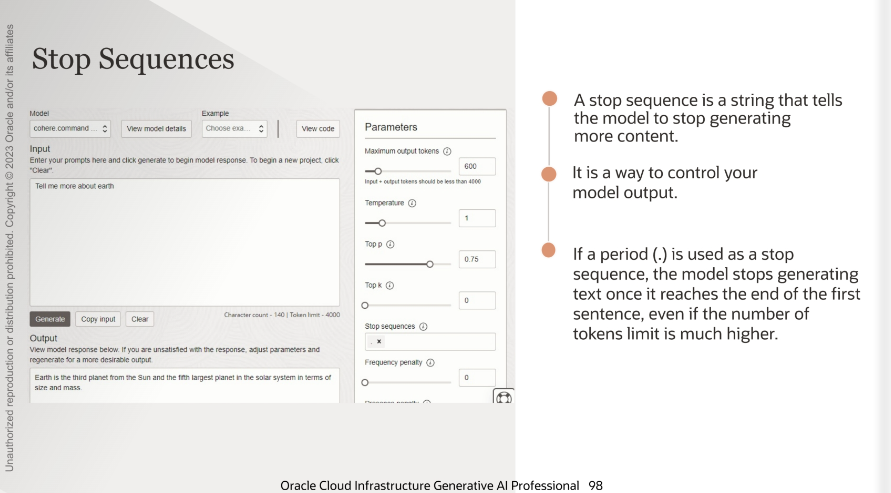 Unauthorized reproduction or distribution prohibited. Copyright © 2023 Oracle and/or its affiliates
Stop Sequences
Model
cohere.command ...
View model details
Example
Choose exa...
View code
Input
Enter your prompts here and click generate to begin model response. To begin a new project, click
"Clear".
Tell me more about earth
Generate
Copy input
Clear
Character count - 140 | Token limit - 4000
Output
View model response below. If you are unsatisfied with the response, adjust parameters and
regenerate for a more desirable output.
Earth is the third planet from the Sun and the fifth largest planet in the solar system in terms of
size and mass.
Parameters
Maximum output tokens
600
Input + output tokens should be less than 4000
Temperature
1
Top p
0.75
Top k
0
Stop sequences
. ×
Frequency penalty
0
A stop sequence is a string that tells
the model to stop generating
more content.
It is a way to control your
model output.
If a period (.) is used as a stop
sequence, the model stops generating
text once it reaches the end of the first
sentence, even if the number of
tokens limit is much higher.
Oracle Cloud Infrastructure Generative AI Professional 98